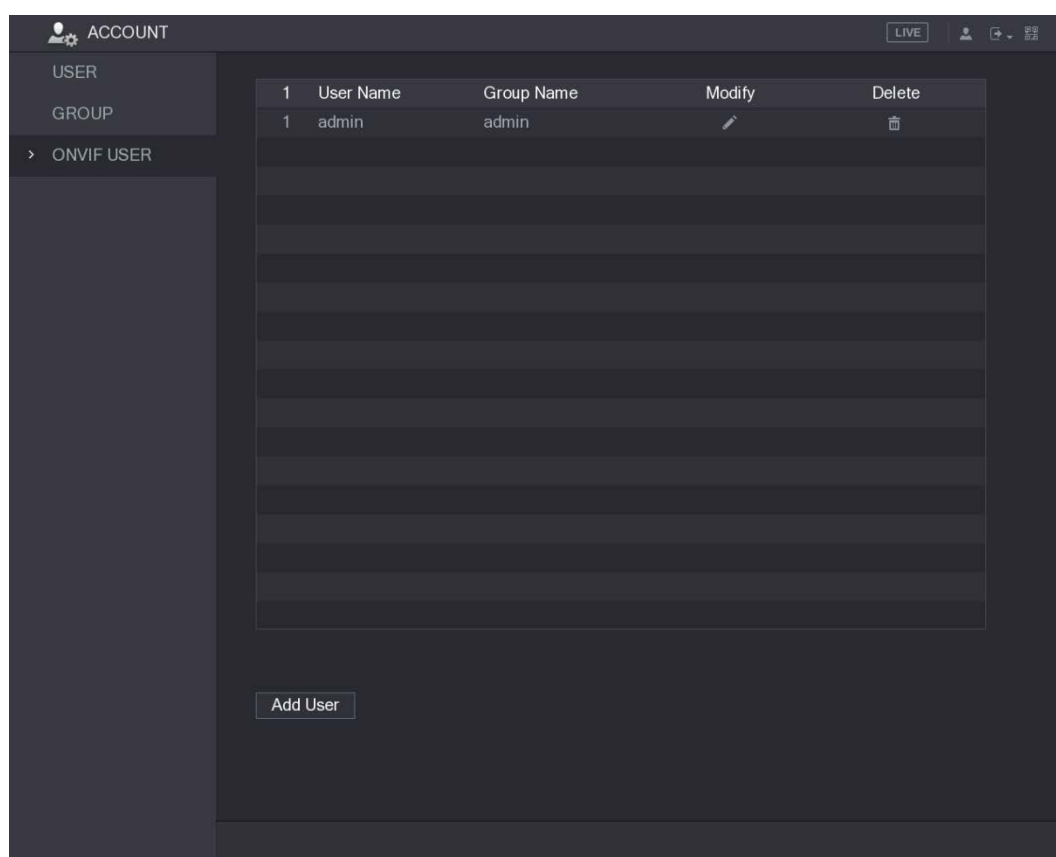 ACCOUNT LIVE
USER
GROUP
ONVIF USER
1 User Name Group Name Modify Delete
1 admin admin
Add User